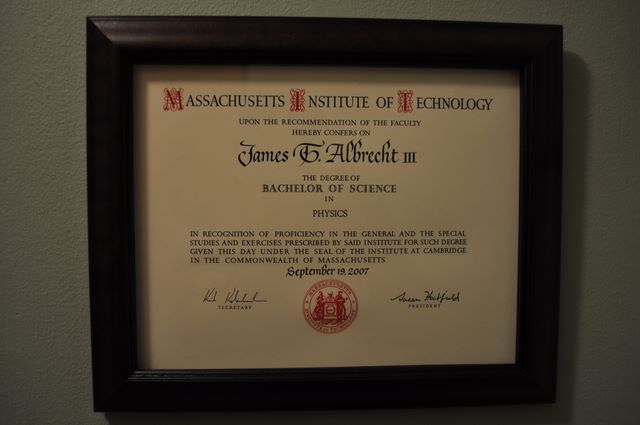 MASSACHUSETTS INSTITUTE OF TECHNOLOGY
UPON THE RECOMMENDATION OF THE FACULTY
HEREBY CONFERS ON
James T. Albrecht III
THE DEGREE OF
BACHELOR OF SCIENCE
IN
PHYSICS
IN RECOGNITION OF PROFICIENCY IN THE GENERAL AND THE SPECIAL
STUDIES AND EXERCISES PRESCRIBED BY SAID INSTITUTE FOR SUCH DEGREE
GIVEN THIS DAY UNDER THE SEAL OF THE INSTITUTE AT CAMBRIDGE
IN THE COMMONWEALTH OF MASSACHUSETTS
September 19, 2007
Susan Hockfield
SECRETARY
PRESIDENT